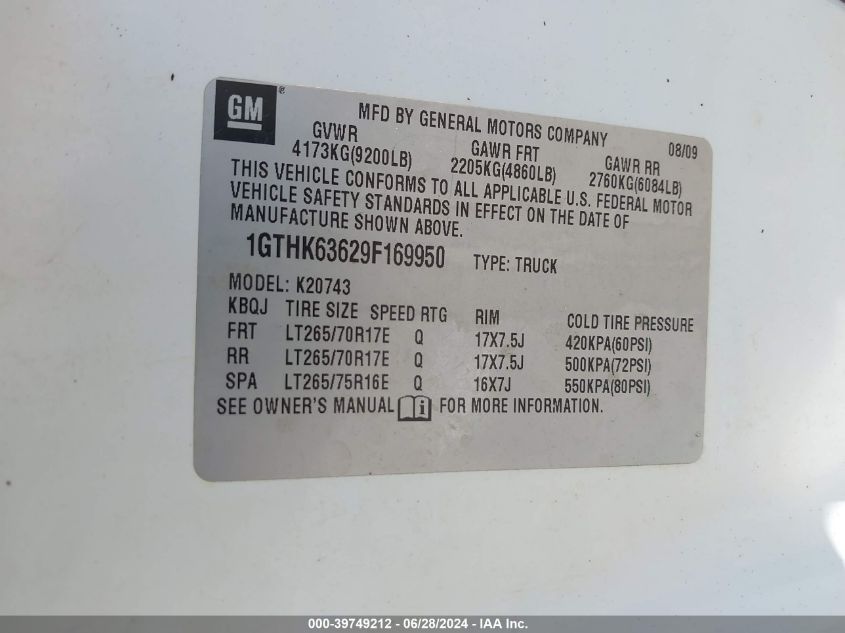 GM ®
MFD BY GENERAL MOTORS COMPANY 08/09
GVWR GAWR FRT GAWR RR
4173KG(9200LB) 2205KG(4860LB) 2760KG(6084LB)
THIS VEHICLE CONFORMS TO ALL APPLICABLE U.S. FEDERAL MOTOR
VEHICLE SAFETY STANDARDS IN EFFECT ON THE DATE OF
MANUFACTURE SHOWN ABOVE.
1GTHK63629F169950 TYPE: TRUCK
MODEL: K20743
KBQJ TIRE SIZE SPEED RTG RIM COLD TIRE PRESSURE
FRT LT265/70R17E Q 17X7.5J 420KPA(60PSI)
RR LT265/70R17E Q 17X7.5J 500KPA(72PSI)
SPA LT265/75R16E Q 16X7J 550KPA(80PSI)
SEE OWNER'S MANUAL i FOR MORE INFORMATION.
000-39749212 - 06/28/2024 - IAA Inc.